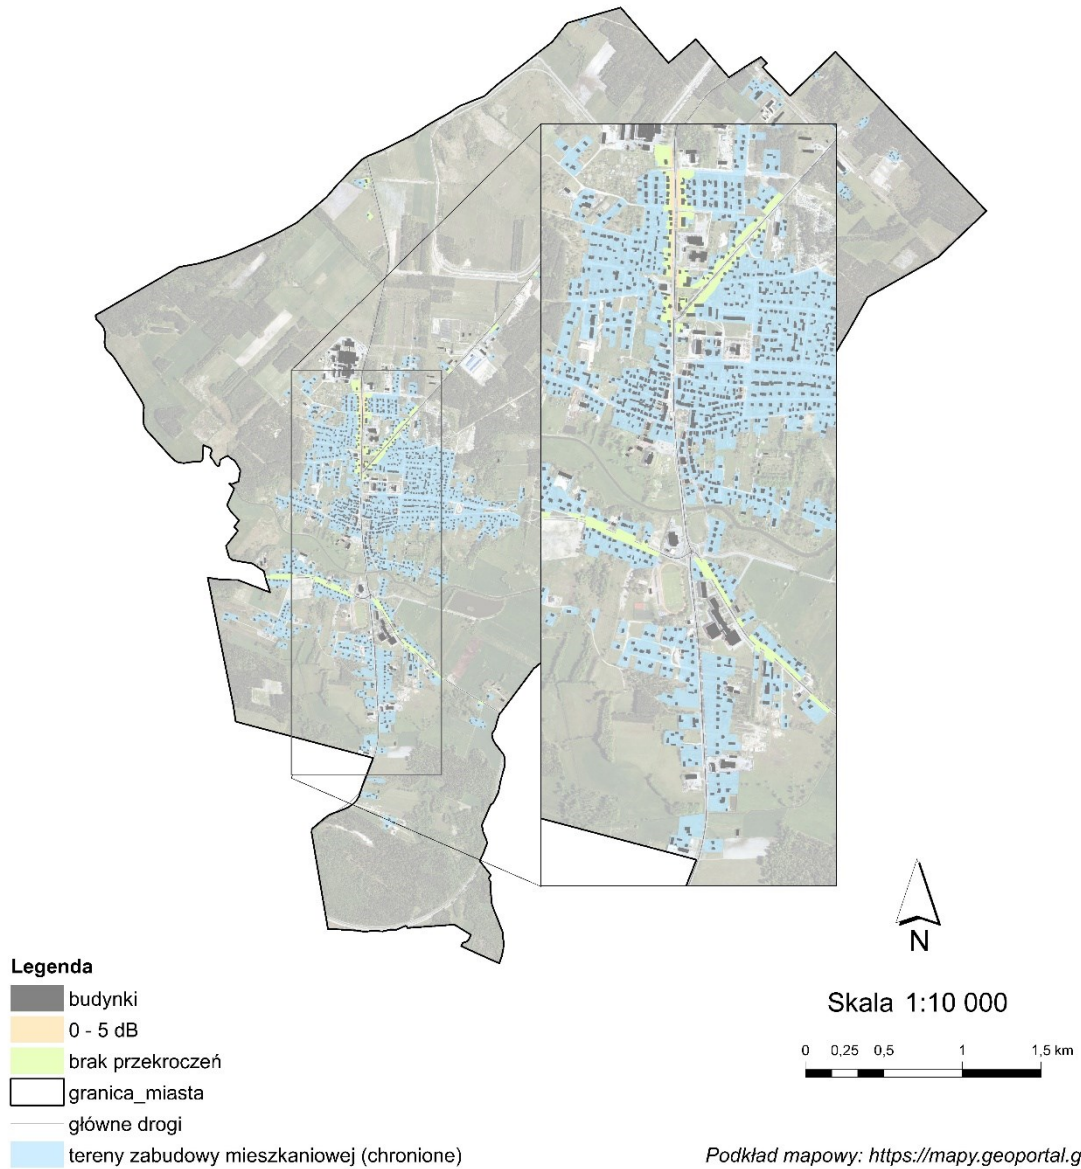 N
Legenda
budynki
0 - 5 dB
brak przekroczeń
granica_miasta
główne drogi
tereny zabudowy mieszkaniowej (chronione)
Skala 1:10 000
0 0,25 0,5 1 1,5 km
Podkład mapowy: https://mapy.geoportal.g